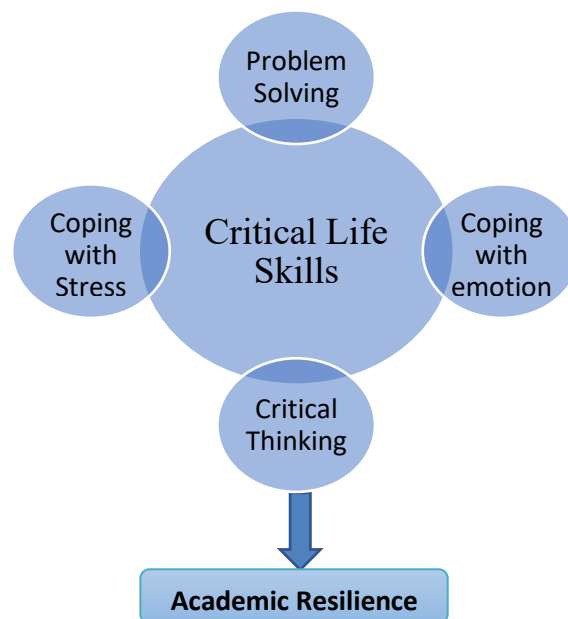 Problem
Solving
Coping
with
Stress
Critical Life
Skills
Coping
with
emotion
Critical
Thinking
Academic Resilience